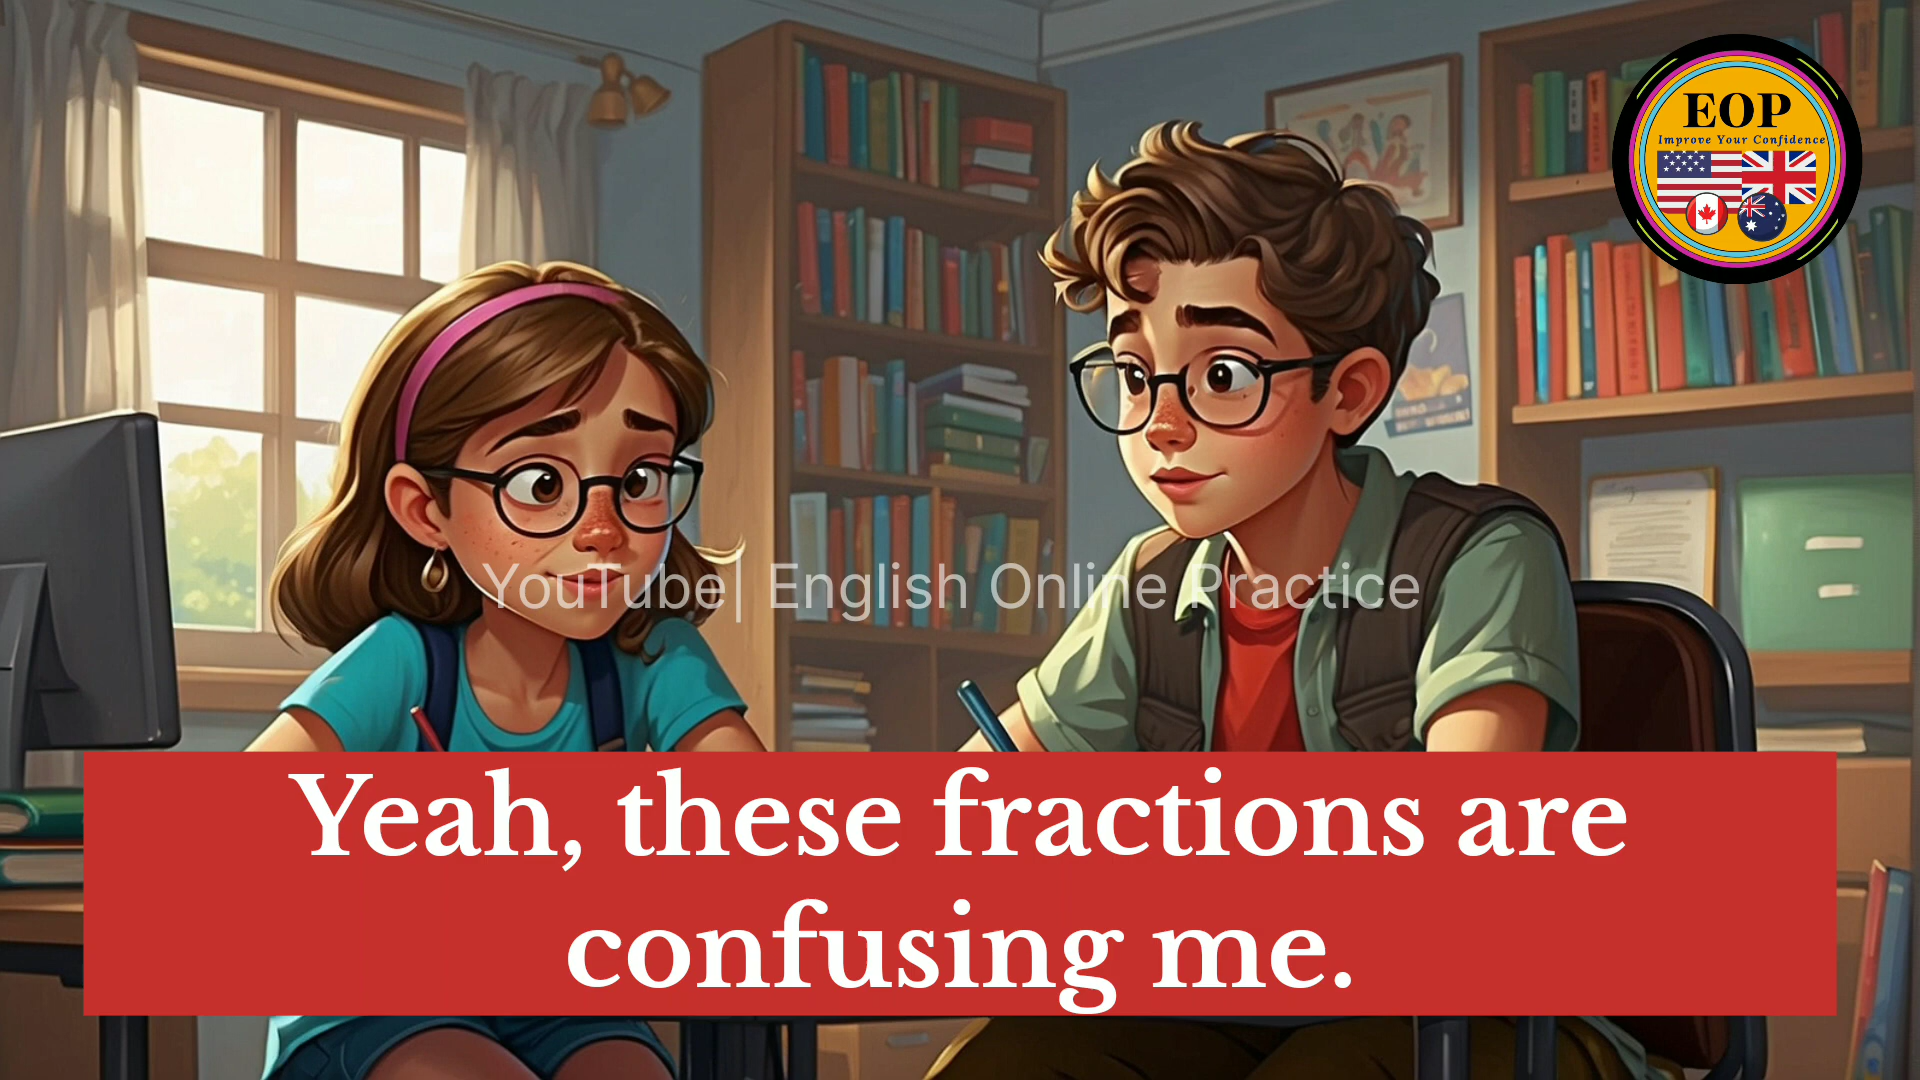 EOP
Improve Your Confidence
YouTube| English Online Practice
Yeah, these fractions are
confusing me.